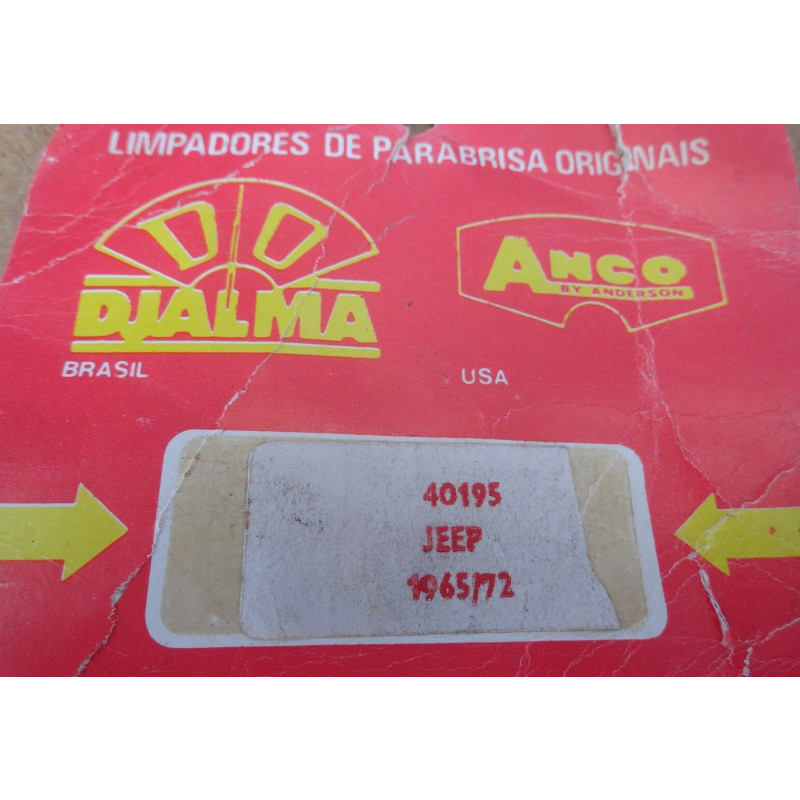 LIMPADORES DE PARABRISA ORIGINAIS
DJALMA
BRASIL
ANCO
BY ANDERSON
USA
40195
JEEP
1965/72